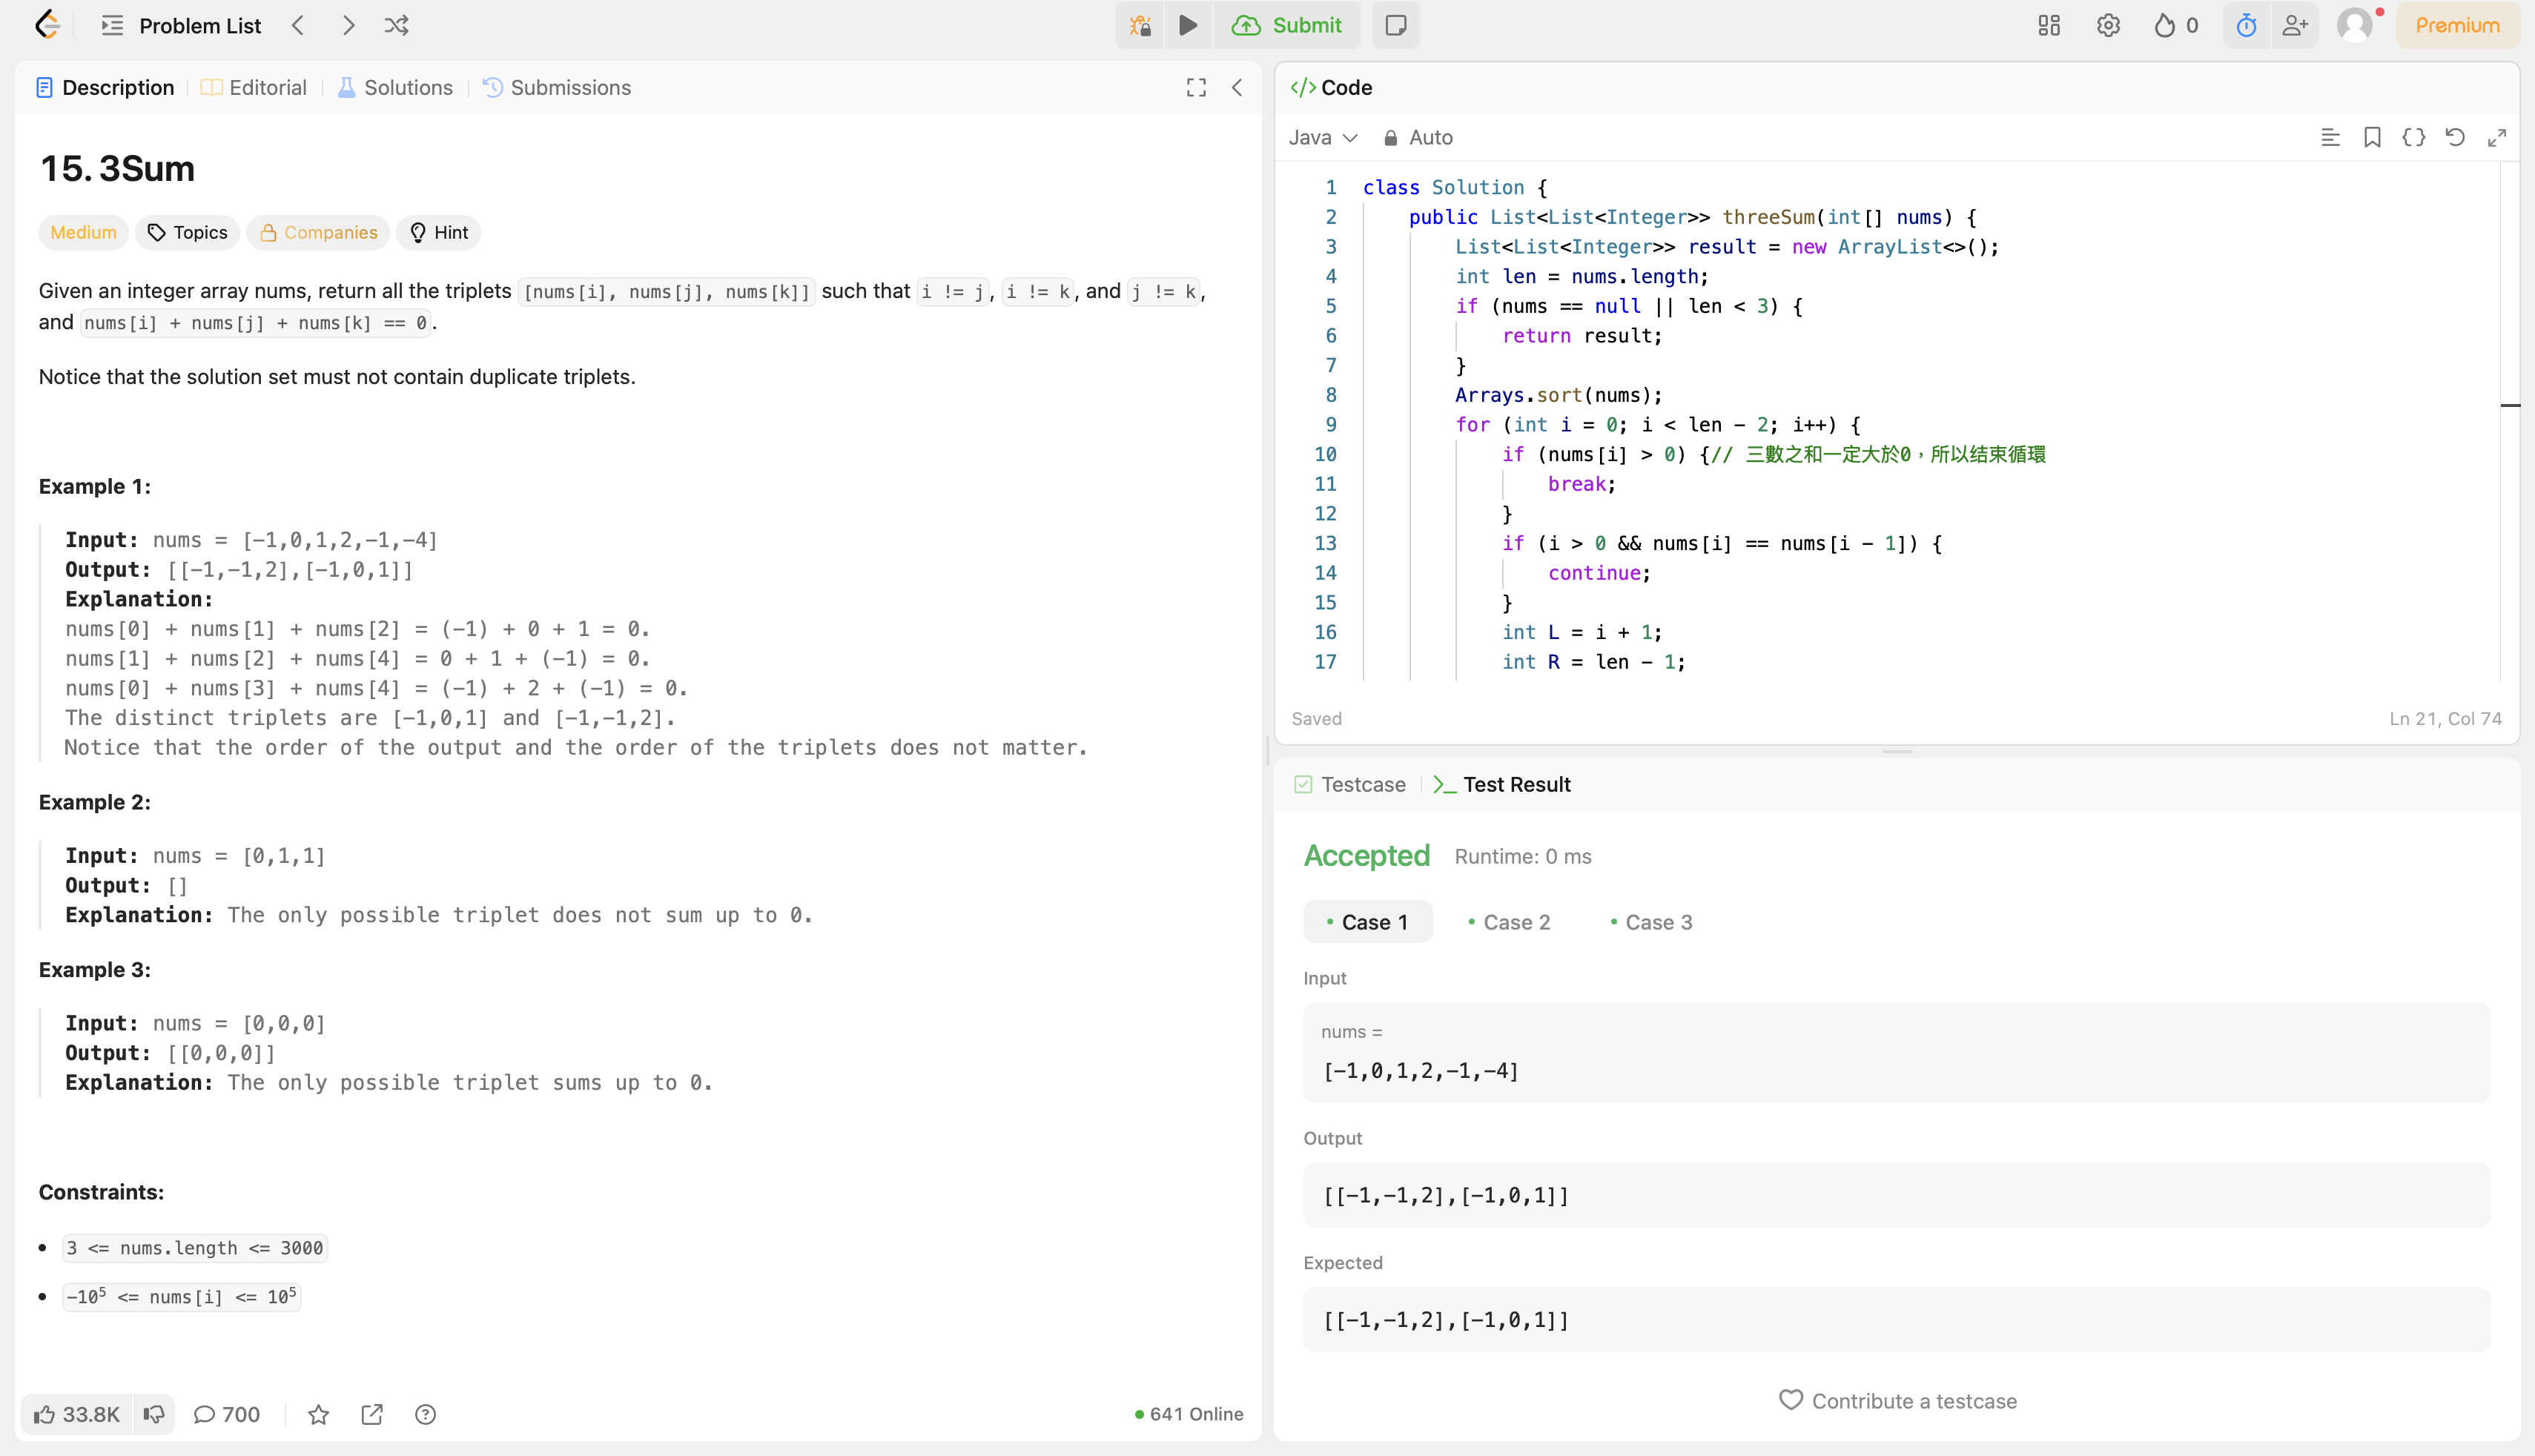 Problem List
Submit
0
Premium
Description
Editorial
Solutions
Submissions
15. 3Sum
Medium
Topics
Companies
Hint
Given an integer array nums, return all the triplets [nums[i], nums[j], nums[k]] such that i != j, i != k, and j != k,
and nums[i] + nums[j] + nums[k] == 0.
Notice that the solution set must not contain duplicate triplets.
Example 1:
Input: nums = [-1,0,1,2,-1,-4]
Output: [[-1,-1,2],[-1,0,1]]
Explanation:
nums[0] + nums[1] + nums[2] = (-1) + 0 + 1 = 0.
nums[1] + nums[2] + nums[4] = 0 + 1 + (-1) = 0.
nums[0] + nums[3] + nums[4] = (-1) + 2 + (-1) = 0.
The distinct triplets are [-1,0,1] and [-1,-1,2].
Notice that the order of the output and the order of the triplets does not matter.
Example 2:
Input: nums = [0,1,1]
Output: []
Explanation: The only possible triplet does not sum up to 0.
Example 3:
Input: nums = [0,0,0]
Output: [[0,0,0]]
Explanation: The only possible triplet sums up to 0.
Constraints:
• 3 <= nums.length <= 3000
• -10⁵ <= nums[i] <= 10⁵
33.8K
700
641 Online
</> Code
Java
Auto
1 class Solution {
2 public List<List<Integer>> threeSum(int[] nums) {
3 List<List<Integer>> result = new ArrayList<>();
4 int len = nums.length;
5 if (nums == null || len < 3) {
6 return result;
7 }
8 Arrays.sort(nums);
9 for (int i = 0; i < len - 2; i++) {
10 if (nums[i] > 0) {// 三數之和一定大於0，所以结束循環
11 break;
12 }
13 if (i > 0 && nums[i] == nums[i - 1]) {
14 continue;
15 }
16 int L = i + 1;
17 int R = len - 1;
Saved
Ln 21, Col 74
Testcase
>_ Test Result
Accepted
Runtime: 0 ms
• Case 1
• Case 2
• Case 3
Input
nums =
[-1,0,1,2,-1,-4]
Output
[[-1,-1,2],[-1,0,1]]
Expected
[[-1,-1,2],[-1,0,1]]
Contribute a testcase